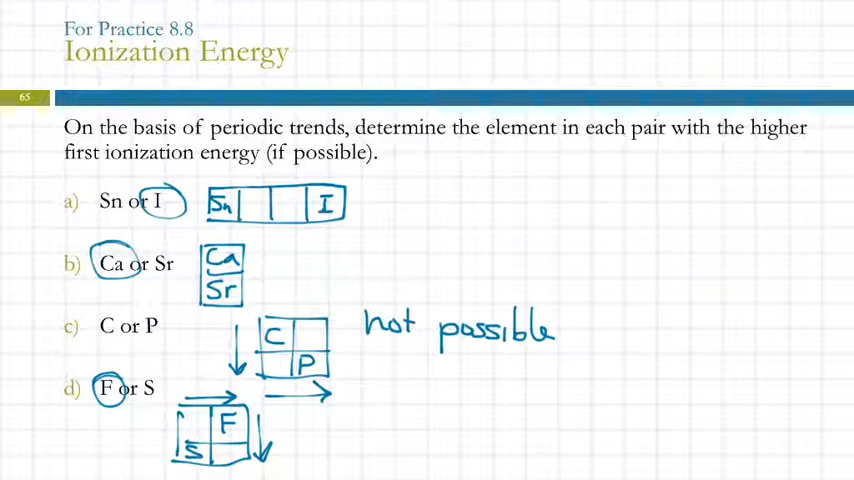 For Practice 8.8
Ionization Energy
65
On the basis of periodic trends, determine the element in each pair with the higher
first ionization energy (if possible).
a) Sn or I Sn I
b) Ca or Sr Ca
Sr
c) C or P C not possible
P
d) F or S
F
S